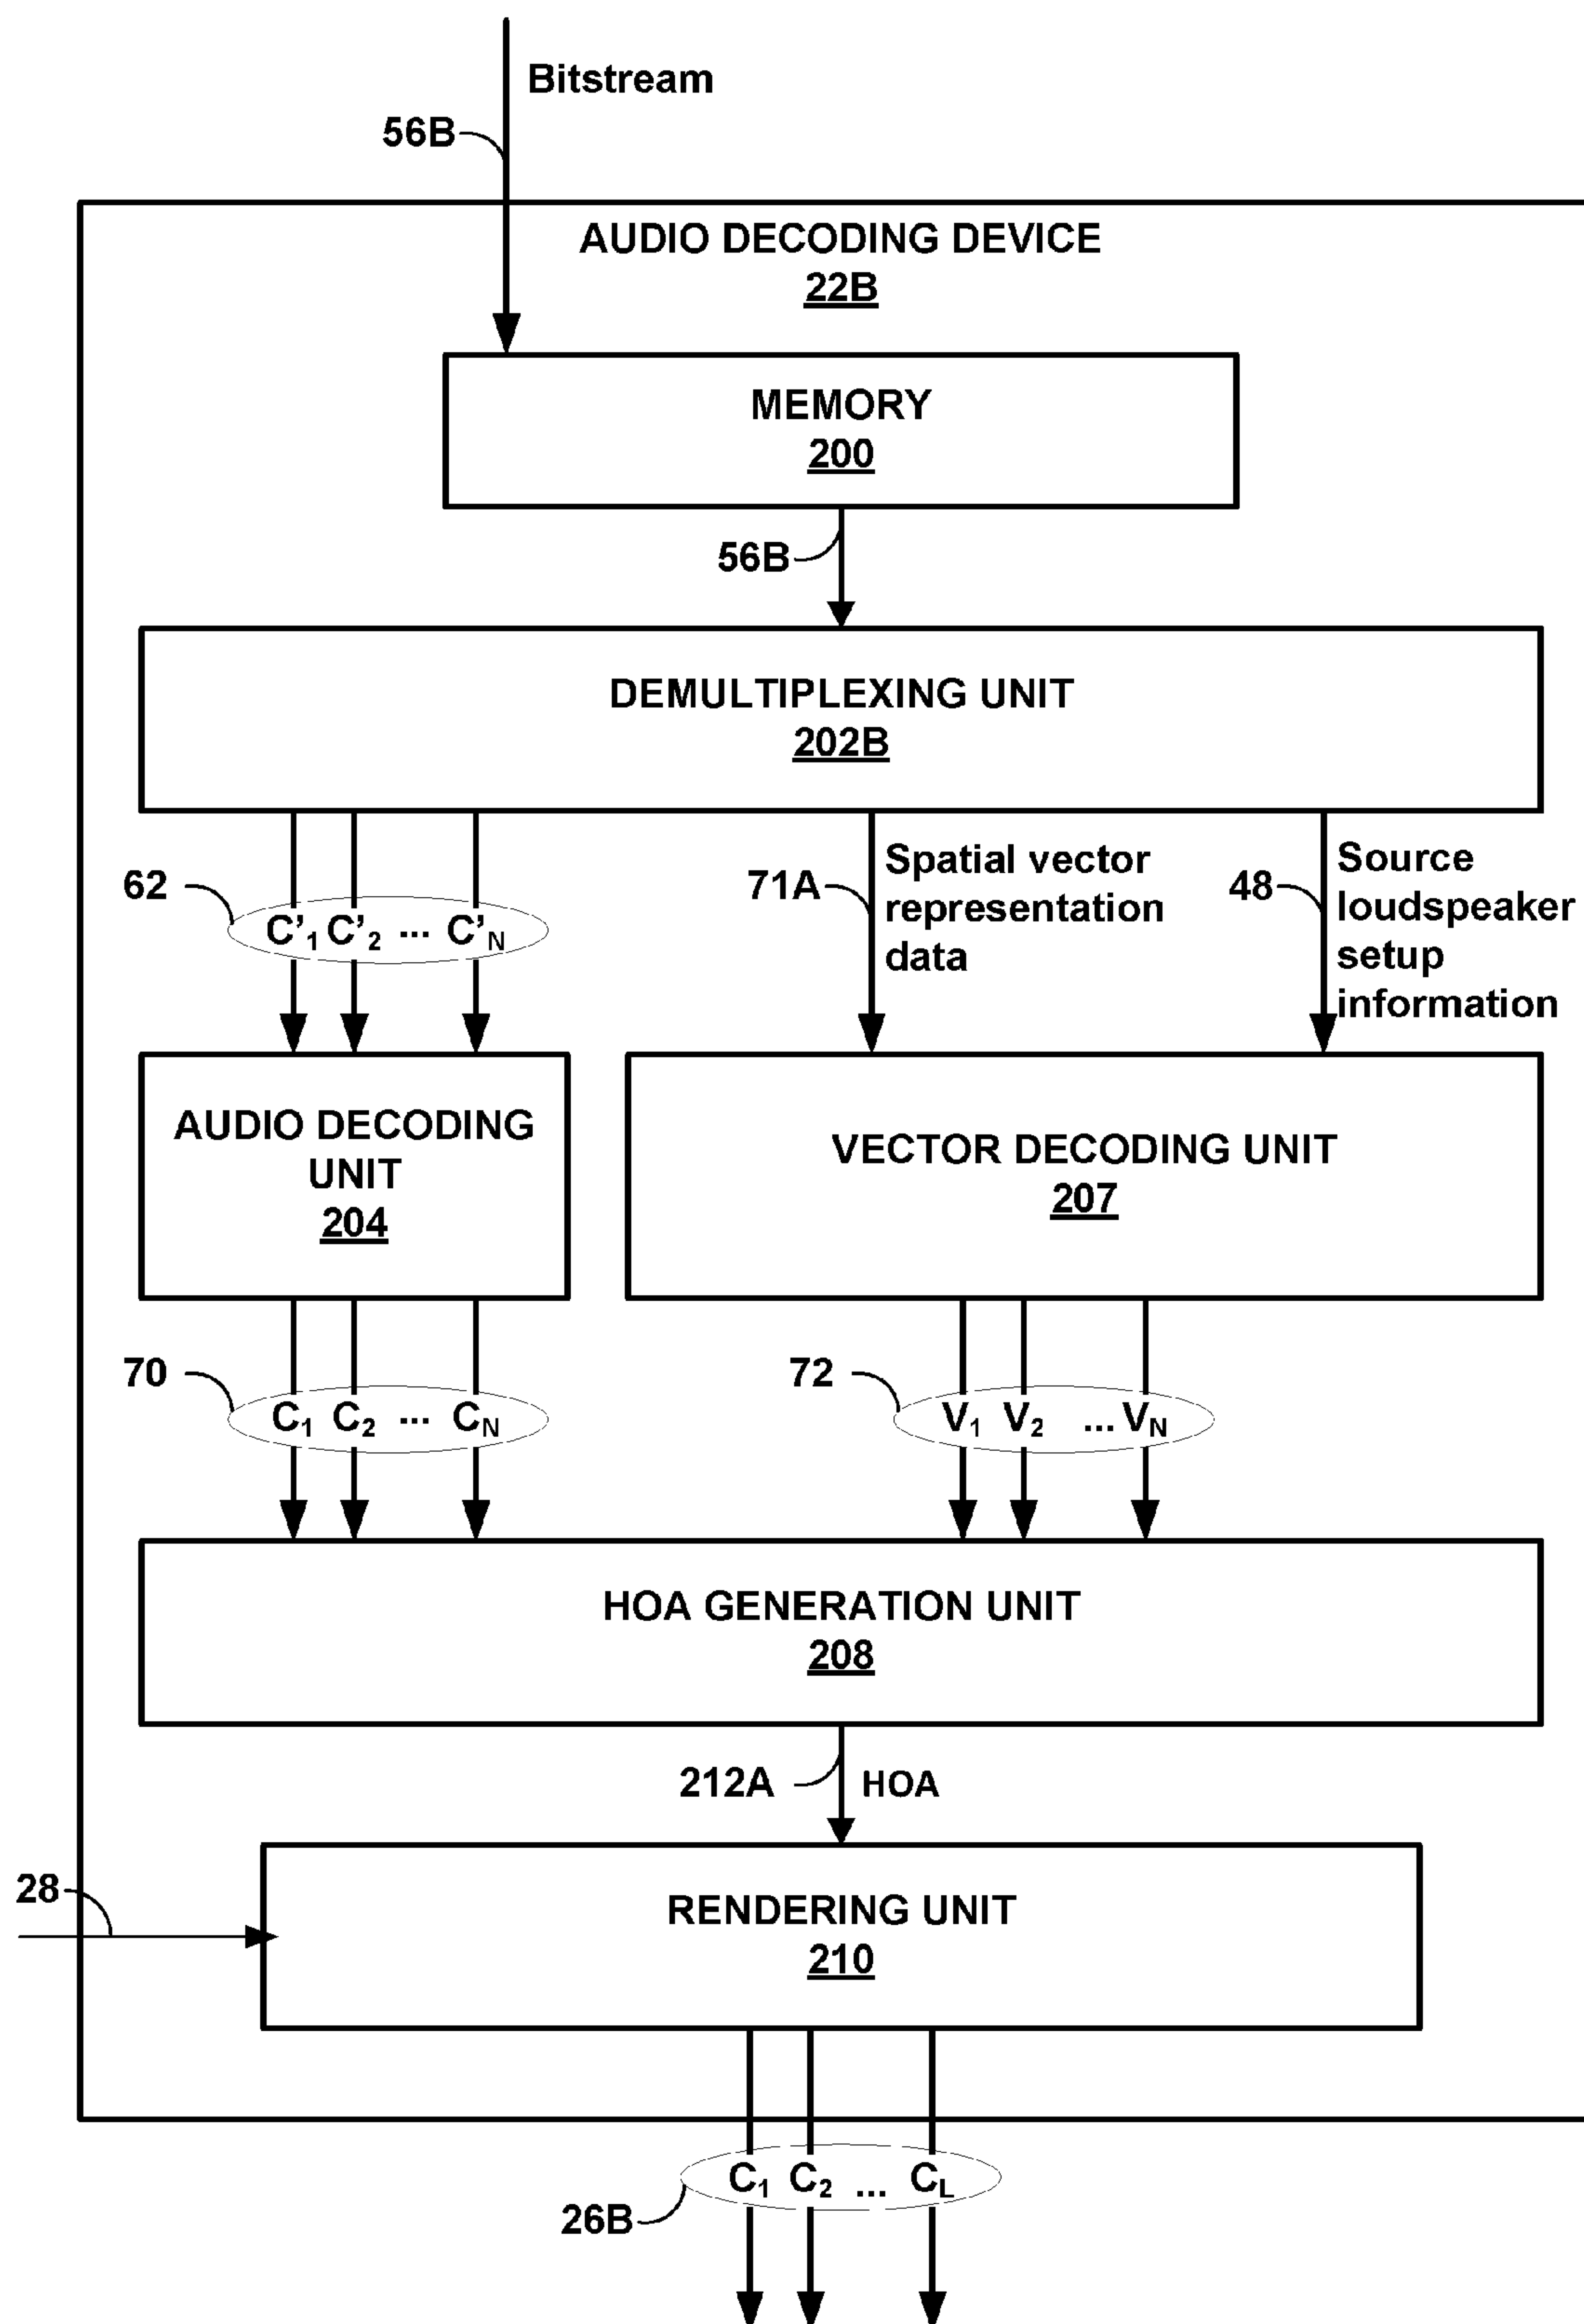 Bitstream
56B
AUDIO DECODING DEVICE
22B
MEMORY
200
56B
DEMULTIPLEXING UNIT
202B
62
C'1 C'2 ... C'N
71A
Spatial vector
representation
data
48
Source
loudspeaker
setup
information
AUDIO DECODING
UNIT
204
VECTOR DECODING UNIT
207
70
C1 C2 ... CN
72
V1 V2 ... VN
HOA GENERATION UNIT
208
212A
HOA
28
RENDERING UNIT
210
C1 C2 ... CL
26B